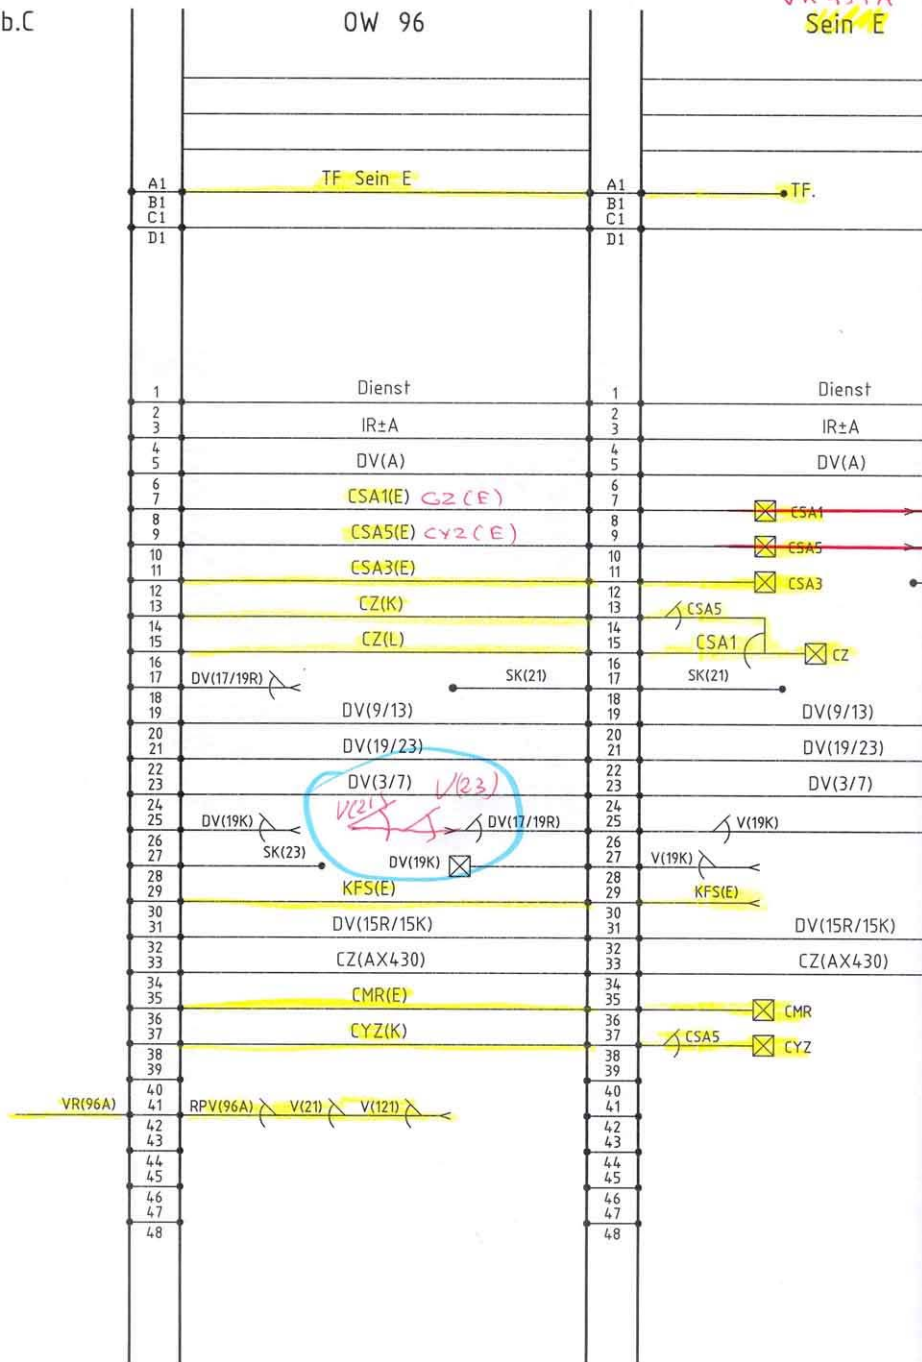 b.C OW 96 Sein E
A1 TF Sein E A1 TF.
B1 B1
C1 C1
D1 D1
1 Dienst 1 Dienst
2 2
3 IR±A 3 IR±A
4 4
5 DV(A) 5 DV(A)
6 6
7 CSA1(E) 7 CSA1
8 8
9 CSA5(E) CYZ(E) 9 CSA5
10 10
11 CSA3(E) 11 CSA3
12 12
13 CZ(K) 13 CSA5
14 14
15 CZ(L) 15 CSA1 CZ
16 16
17 DV(17/19R) SK(21) 17 SK(21)
18 18
19 DV(9/13) 19 DV(9/13)
20 20
21 DV(19/23) 21 DV(19/23)
22 22
23 DV(3/7) V(23) 23 DV(3/7)
24 V(21) 24
25 DV(19K) DV(17/19R) 25 V(19K)
26 26
27 SK(23) DV(19K) 27 V(19K)
28 28
29 KFS(E) 29 KFS(E)
30 30
31 DV(15R/15K) 31 DV(15R/15K)
32 32
33 CZ(AX430) 33 CZ(AX430)
34 34
35 CMR(E) 35 CMR
36 36
37 CYZ(K) 37 CSA5 CYZ
38 38
39 39
40 40
VR(96A) 41 RPV(96A) V(21) V(121) 41
42 42
43 43
44 44
45 45
46 46
47 47
48 48